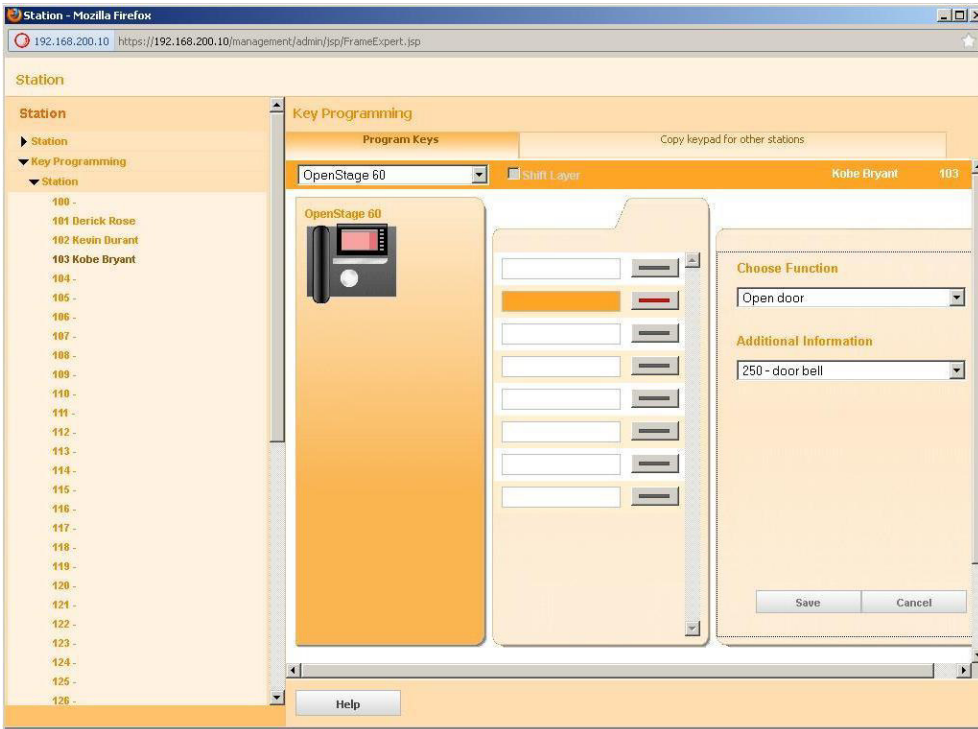 Station - Mozilla Firefox
192.168.200.10 https://192.168.200.10/management/admin/jsp/FrameExpert.jsp
Station
Station
Station
Key Programming
Station
100 -
101 Derick Rose
102 Kevin Durant
103 Kobe Bryant
104 -
105 -
106 -
107 -
108 -
109 -
110 -
111 -
112 -
113 -
114 -
115 -
116 -
117 -
118 -
119 -
120 -
121 -
122 -
123 -
124 -
125 -
126 -
Key Programming
Program Keys
Copy keypad for other stations
OpenStage 60
Shift Layer
Kobe Bryant 103
OpenStage 60
Choose Function
Open door
Additional Information
250 - door bell
Save
Cancel
Help